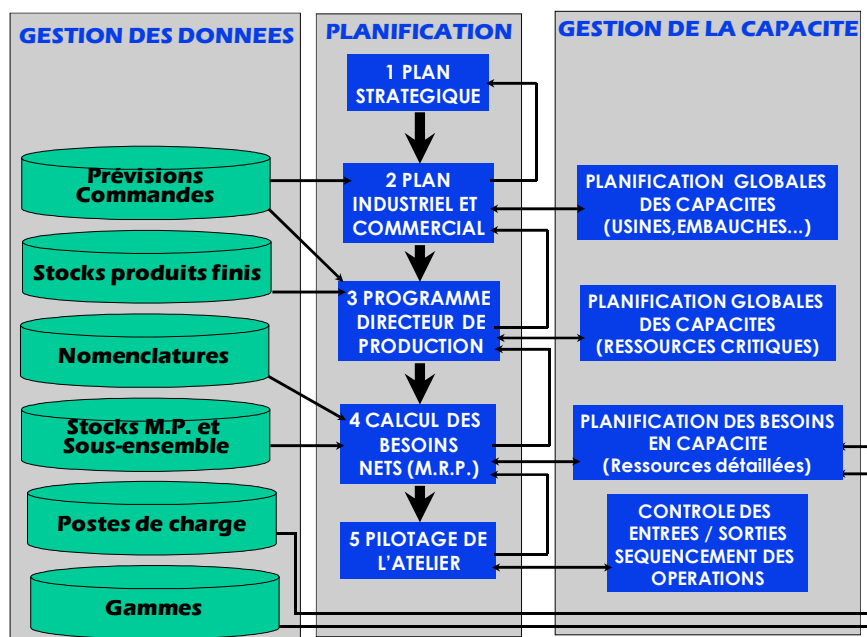 GESTION DES DONNEES
Prévisions
Commandes
Stocks produits finis
Nomenclatures
Stocks M.P. et
Sous-ensemble
Postes de charge
Gammes
PLANIFICATION
1 PLAN
STRATEGIQUE
2 PLAN
INDUSTRIEL ET
COMMERCIAL
3 PROGRAMME
DIRECTEUR DE
PRODUCTION
4 CALCUL DES
BESOINS
NETS (M.R.P.)
5 PILOTAGE DE
L'ATELIER
GESTION DE LA CAPACITE
PLANIFICATION GLOBALES
DES CAPACITES
(USINES,EMBAUCHES...)
PLANIFICATION GLOBALES
DES CAPACITES
(RESSOURCES CRITIQUES)
PLANIFICATION DES BESOINS
EN CAPACITE
(Ressources détaillées)
CONTROLE DES
ENTREES / SORTIES
SEQUENCEMENT DES
OPERATIONS